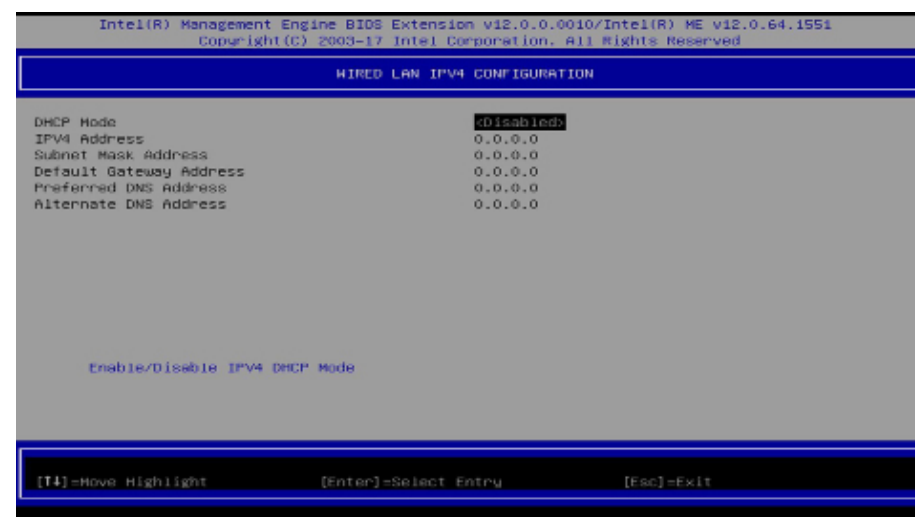 Intel(R) Management Engine BIOS Extension v12.0.0.0010/Intel(R) ME v12.0.64.1551
Copyright(C) 2003-17 Intel Corporation. All Rights Reserved
WIRED LAN IPV4 CONFIGURATION
DHCP Mode <Disabled>
IPV4 Address 0.0.0.0
Subnet Mask Address 0.0.0.0
Default Gateway Address 0.0.0.0
Preferred DNS Address 0.0.0.0
Alternate DNS Address 0.0.0.0
Enable/Disable IPV4 DHCP Mode
[↑↓]=Move Highlight [Enter]=Select Entry [Esc]=Exit